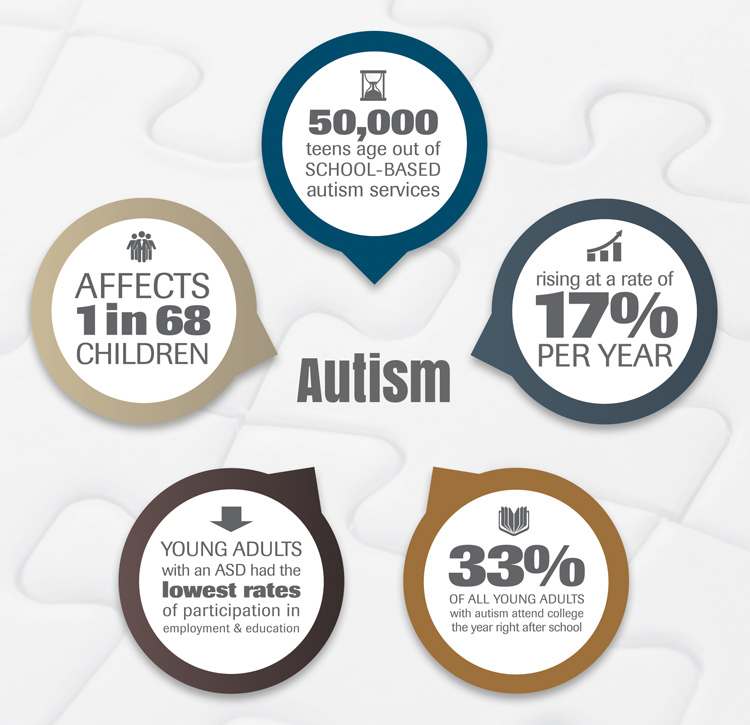 50,000
teens age out of
SCHOOL-BASED
autism services
AFFECTS
1 in 68
CHILDREN
rising at a rate of
17%
PER YEAR
Autism
YOUNG ADULTS
with an ASD had the
lowest rates
of participation in
employment & education
33%
OF ALL YOUNG ADULTS
with autism attend college
the year right after school